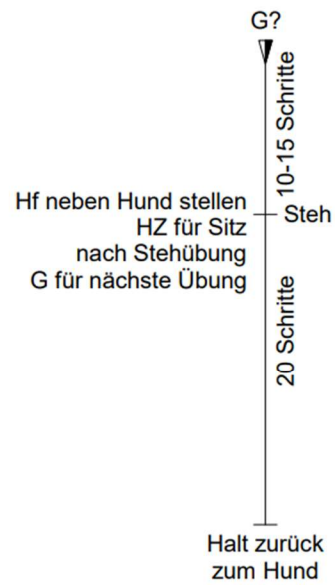 G?
10-15 Schritte
Hf neben Hund stellen
HZ für Sitz
nach Stehübung
G für nächste Übung
Steh
20 Schritte
Halt zurück
zum Hund